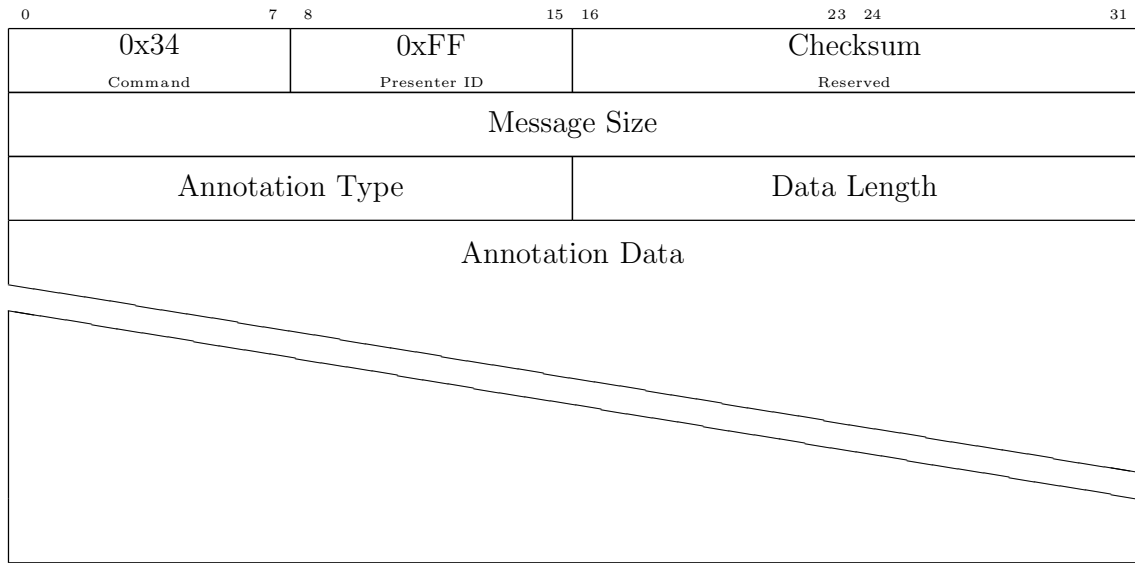 0 7 8 15 16 23 24 31
0x34 0xFF Checksum
Command Presenter ID Reserved
Message Size
Annotation Type Data Length
Annotation Data